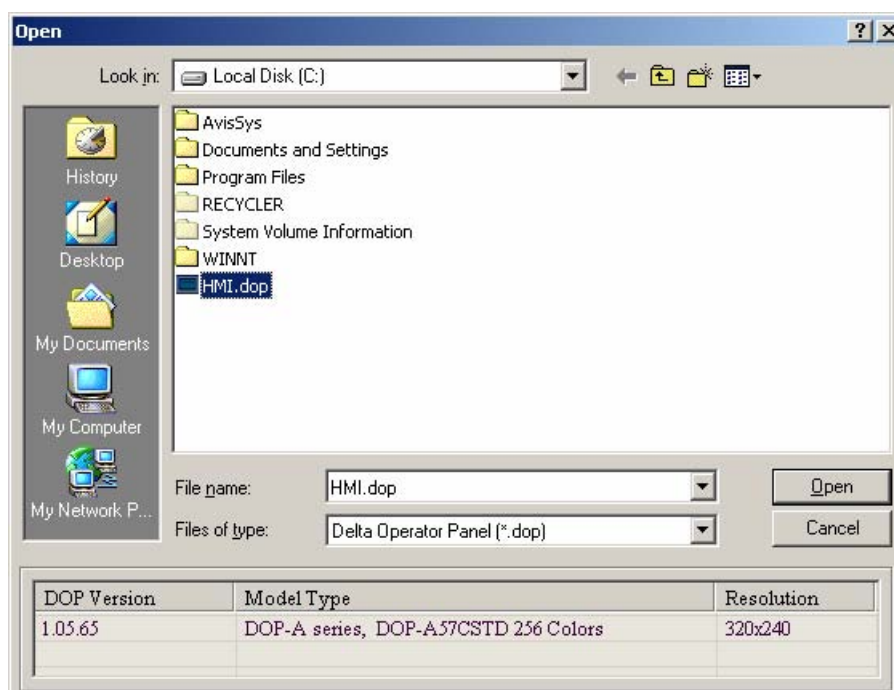 Open
Look in: Local Disk (C:)
History
Desktop
My Documents
My Computer
My Network P...
AvisSys
Documents and Settings
Program Files
RECYCLER
System Volume Information
WINNT
HMI.dop
File name: HMI.dop Open
Files of type: Delta Operator Panel (*.dop) Cancel
DOP Version Model Type Resolution
1.05.65 DOP-A series, DOP-A57CSTD 256 Colors 320x240